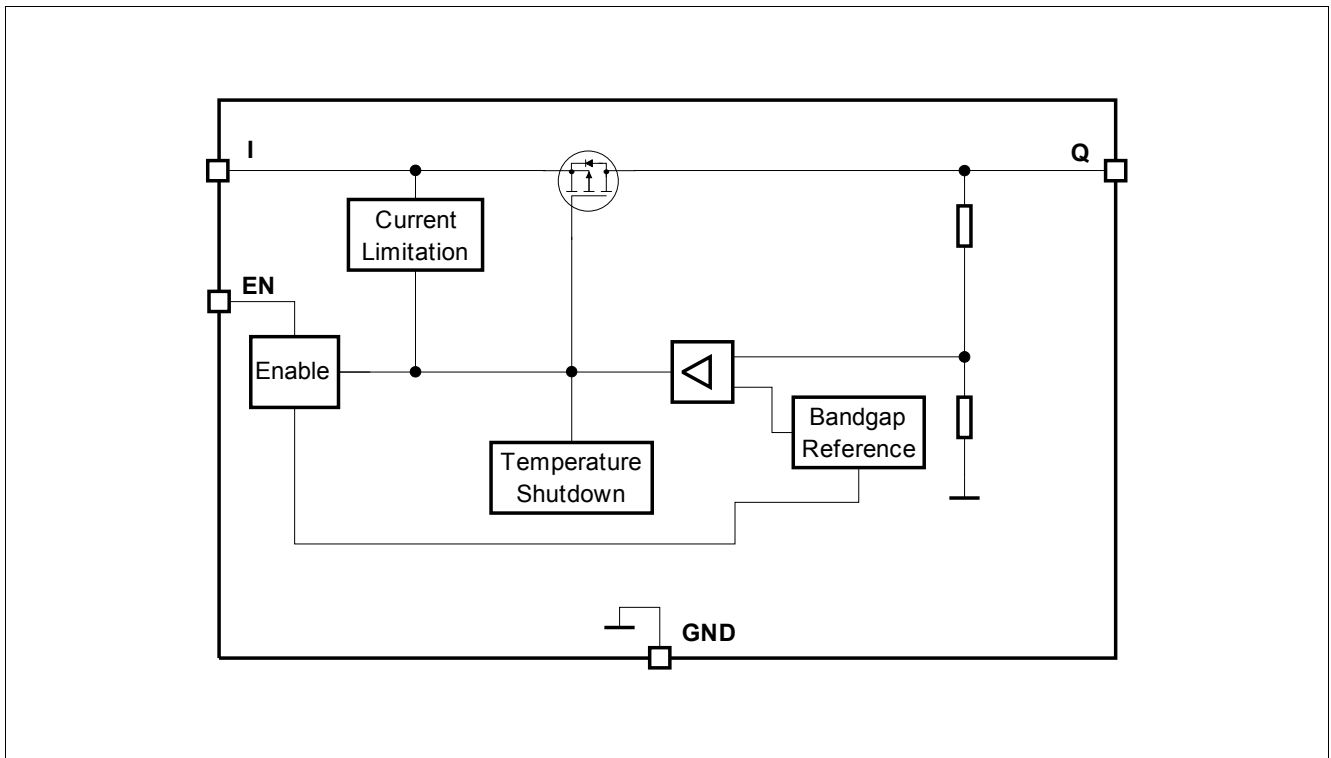 I
Q
Current
Limitation
EN
Enable
Bandgap
Reference
Temperature
Shutdown
GND